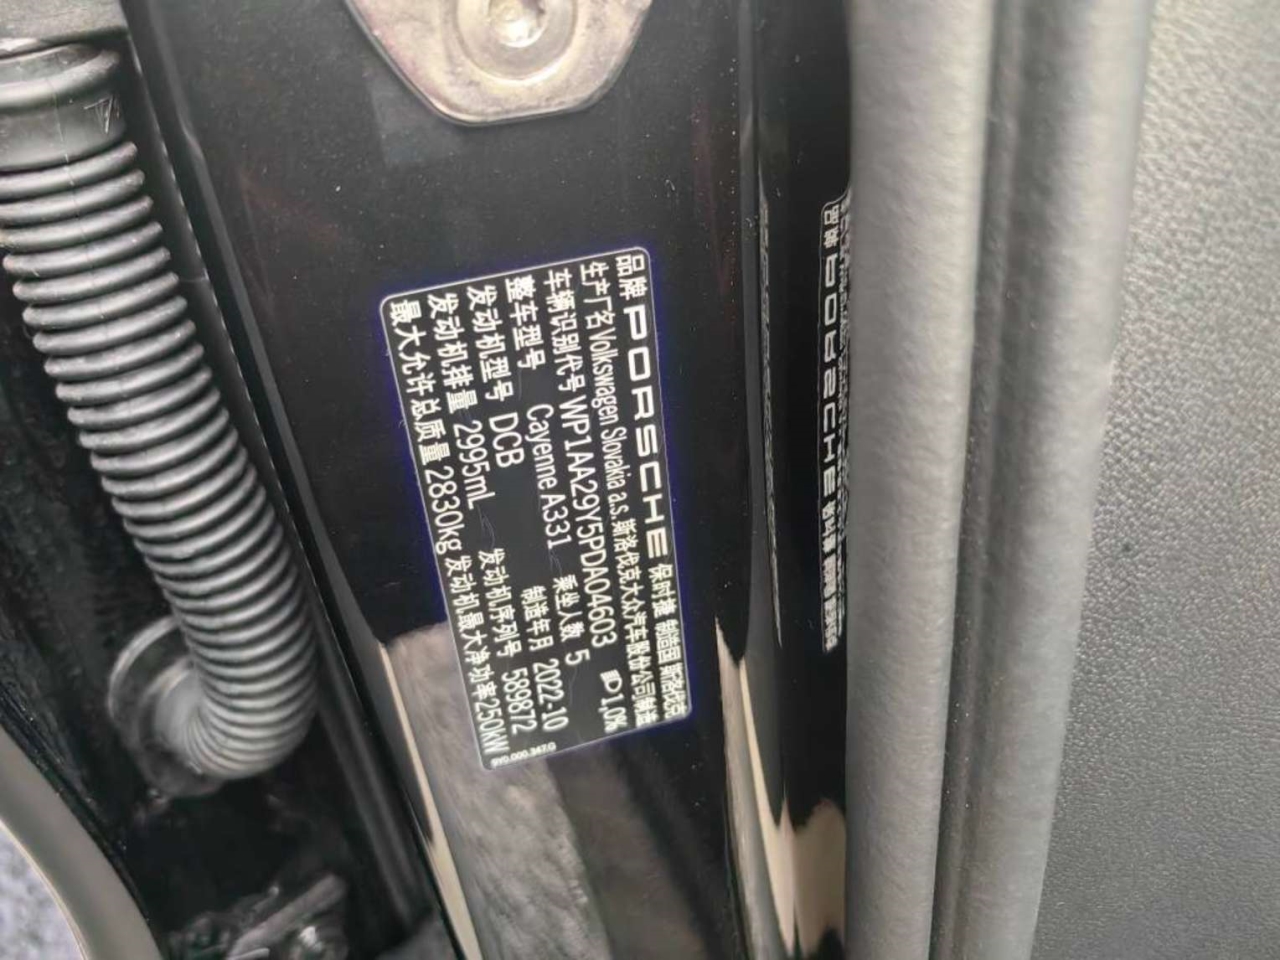 品牌 PORSCHE 保时捷 制造国 斯洛伐克
生产厂名 Volkswagen Slovakia a.s. 斯洛伐克大众汽车股份公司制造
车辆识别代号 WP1AA29Y5PDA04603 1,0%
整车型号 Cayenne A331 乘坐人数 5
发动机型号 DCB 制造年月 2022-10
发动机排量 2995mL 发动机序列号 589872
最大允许总质量 2830kg 发动机最大净功率250kW
9Y0.000.347.G